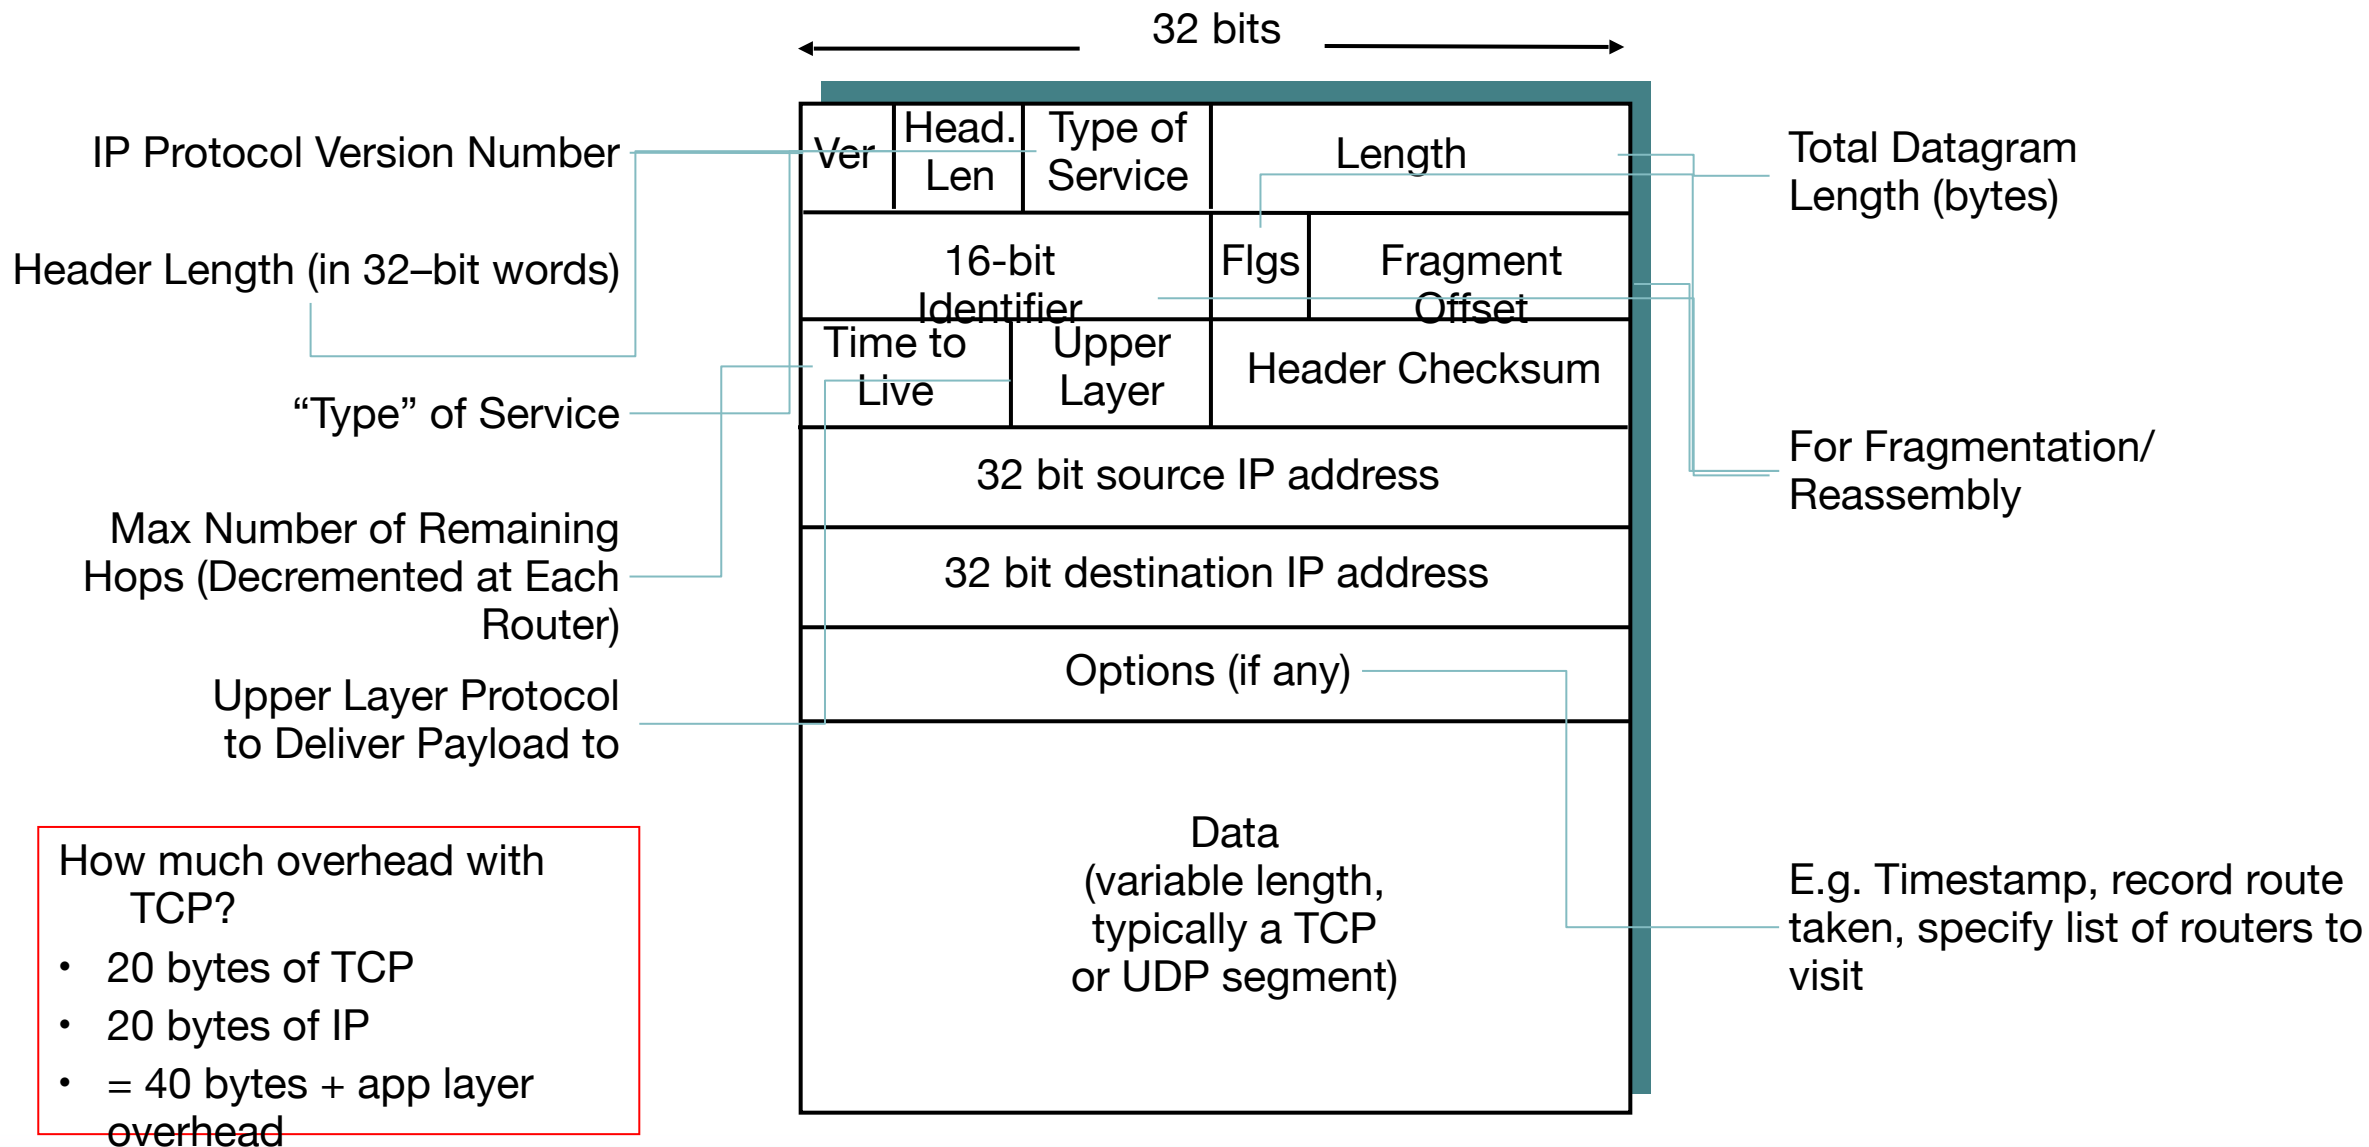 32 bits
IP Protocol Version Number
Header Length (in 32–bit words)
“Type” of Service
Max Number of Remaining
Hops (Decremented at Each
Router)
Upper Layer Protocol
to Deliver Payload to
Ver
Head.
Len
Type of
Service
Length
16-bit
Identifier
Flgs
Fragment
Offset
Time to
Live
Upper
Layer
Header Checksum
32 bit source IP address
32 bit destination IP address
Options (if any)
Data
(variable length,
typically a TCP
or UDP segment)
Total Datagram
Length (bytes)
For Fragmentation/
Reassembly
E.g. Timestamp, record route
taken, specify list of routers to
visit
How much overhead with
TCP?
• 20 bytes of TCP
• 20 bytes of IP
• = 40 bytes + app layer
overhead